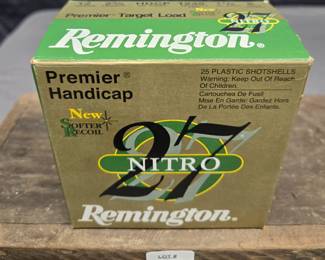 Premier® Target Load
Remington®
27
Premier®
Handicap
New
SOFTER
RECOIL
25 PLASTIC SHOTSHELLS
Warning: Keep Out of Reach
Of Children.
Cartouches De Fusil
Mise En Garde: Gardez Hors
de La Portée Des Enfants.
27
NITRO
Remington®
LOT #